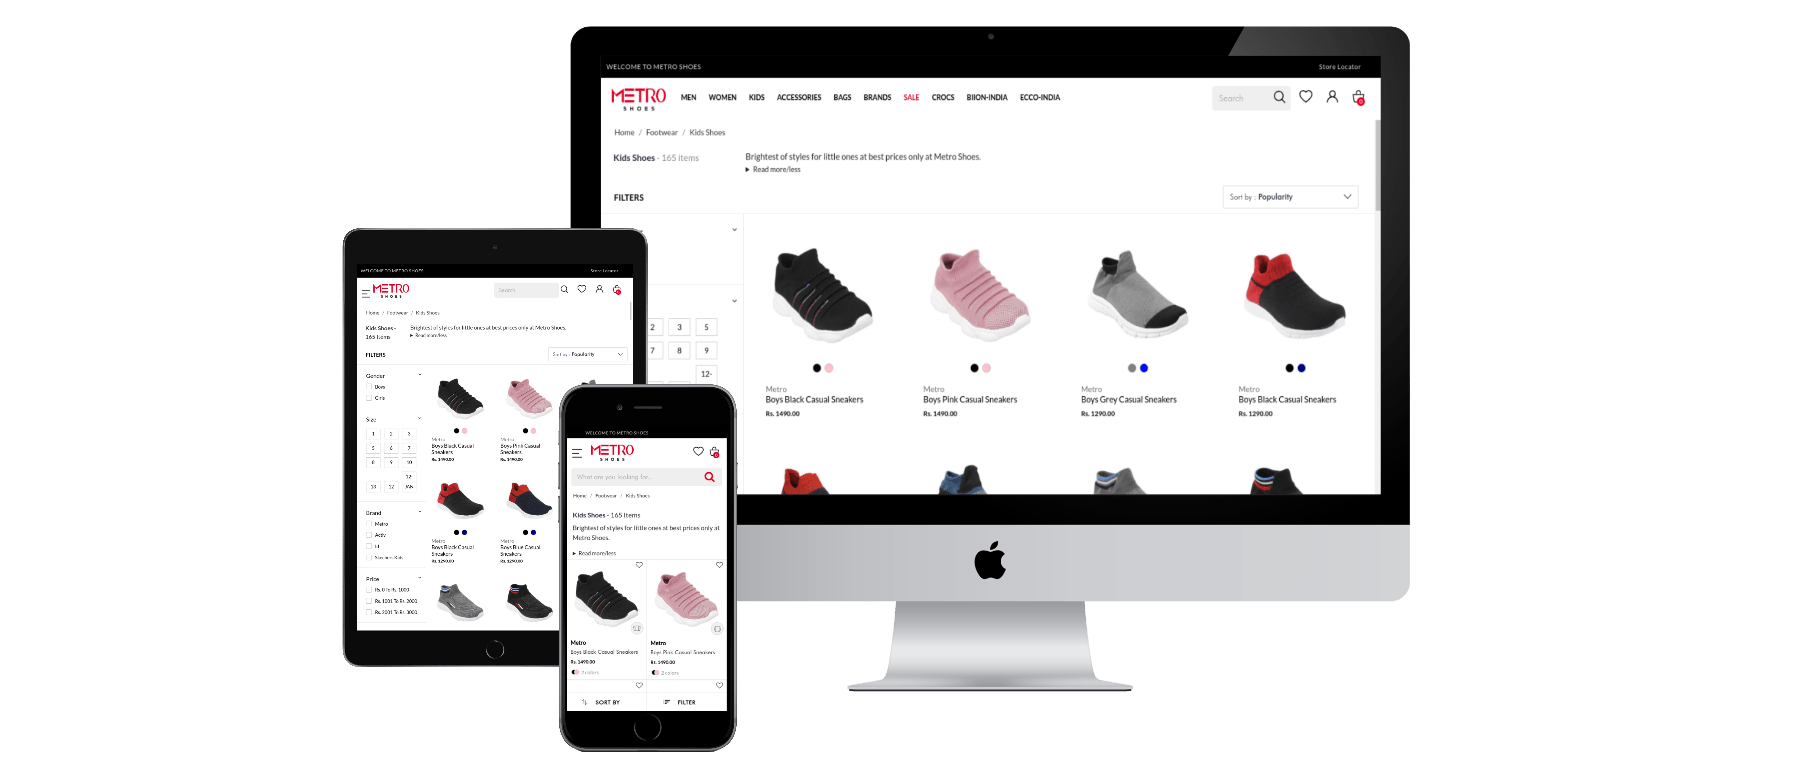 WELCOME TO METRO SHOES
Store Locator
METRO
SHOES
MEN WOMEN KIDS ACCESSORIES BAGS BRANDS SALE CROCS BIION-INDIA ECCO-INDIA
Search
0
Home / Footwear / Kids Shoes
Kids Shoes - 165 items
Brightest of styles for little ones at best prices only at Metro Shoes.
Read more/less
FILTERS
Sort by : Popularity
2 3 5
7 8 9
12-
Metro
Boys Black Casual Sneakers
Rs. 1490.00
Metro
Boys Pink Casual Sneakers
Rs. 1490.00
Metro
Boys Grey Casual Sneakers
Rs. 1290.00
Metro
Boys Black Casual Sneakers
Rs. 1290.00
WELCOME TO METRO SHOES
Store Locator
METRO
SHOES
Search
0
Home / Footwear / Kids Shoes
Kids Shoes -
165 items
Brightest of styles for little ones at best prices only at Metro Shoes.
Read more/less
FILTERS
Sort by : Popularity
Gender
Boys
Girls
Size
1 2 3
5 6 7
8 9 10
12-
13 12 JAN
Brand
Metro
Activ
Skechers Kids
Price
Rs. 0 To Rs. 1000
Rs. 1001 To Rs. 2000
Rs. 2001 To Rs. 3000
Metro
Boys Black Casual
Sneakers
Rs. 1490.00
Metro
Boys Pink Casual
Sneakers
Rs. 1490.00
Metro
Boys Black Casual
Sneakers
Rs. 1290.00
Metro
Boys Blue Casual
Sneakers
Rs. 1290.00
WELCOME TO METRO SHOES
METRO
SHOES
0
What are you looking for...
Home / Footwear / Kids Shoes
Kids Shoes - 165 items
Brightest of styles for little ones at best prices only at
Metro Shoes.
Read more/less
Metro
Boys Black Casual Sneakers
Rs. 1490.00
2 colors
Metro
Boys Pink Casual Sneakers
Rs. 1490.00
2 colors
SORT BY
FILTER